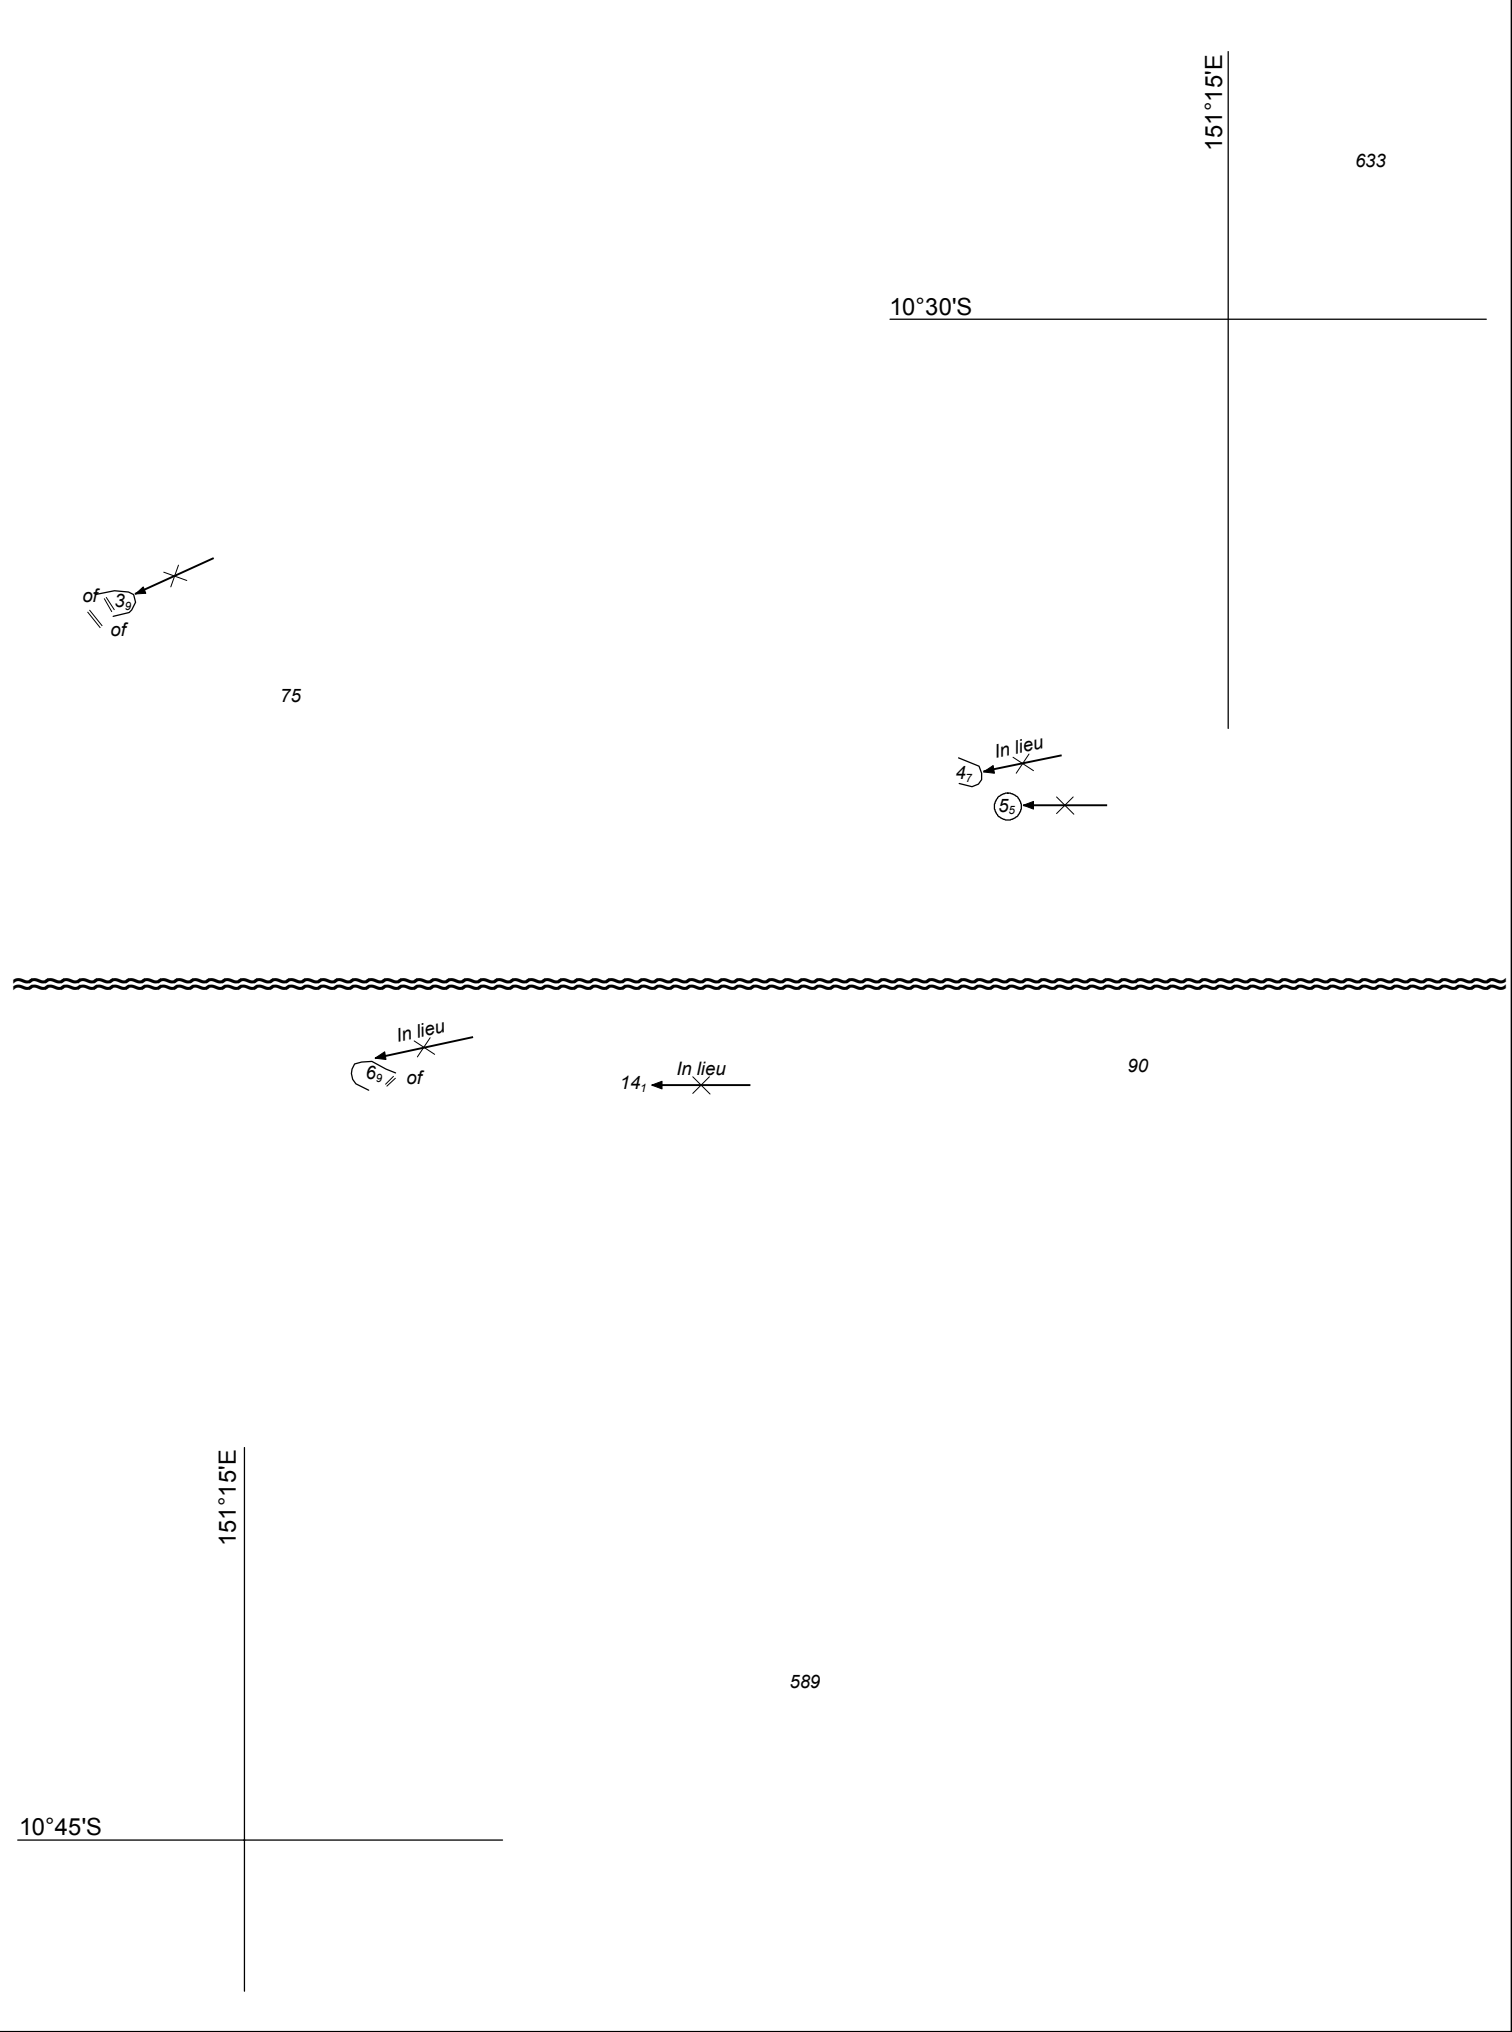 151°15'E
633
10°30'S
of 3₉
of
75
In lieu
4₇
5₅
In lieu
6₉ of
In lieu
14₁
90
151°15'E
589
10°45'S